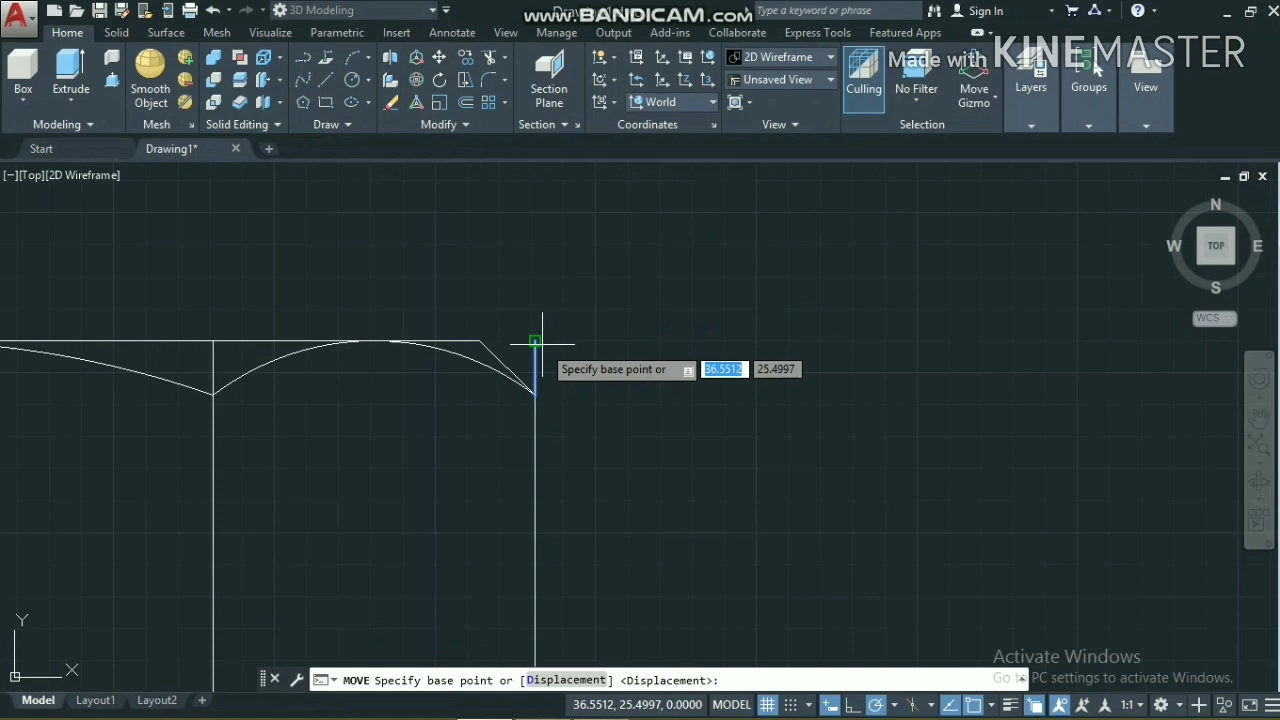 www.BANDICAM.com
3D Modeling
Type a keyword or phrase
Sign In
Home Solid Surface Mesh Visualize Parametric Insert Annotate View Manage Output Add-ins Collaborate Express Tools Featured Apps
Made with KINEMASTER
2D Wireframe
Unsaved View
World
Box
Extrude
Smooth
Object
Section
Plane
Culling
No Filter
Move
Gizmo
Layers
Groups
View
Modeling
Mesh
Solid Editing
Draw
Modify
Section
Coordinates
View
Selection
Start
Drawing1*
[−][Top][2D Wireframe]
N
W
TOP
E
S
WCS
Specify base point or
36.5512
25.4997
Y
X
Activate Windows
Go to PC settings to activate Windows.
MOVE Specify base point or [Displacement] <Displacement>:
Model
Layout1
Layout2
36.5512, 25.4997, 0.0000
MODEL
1:1